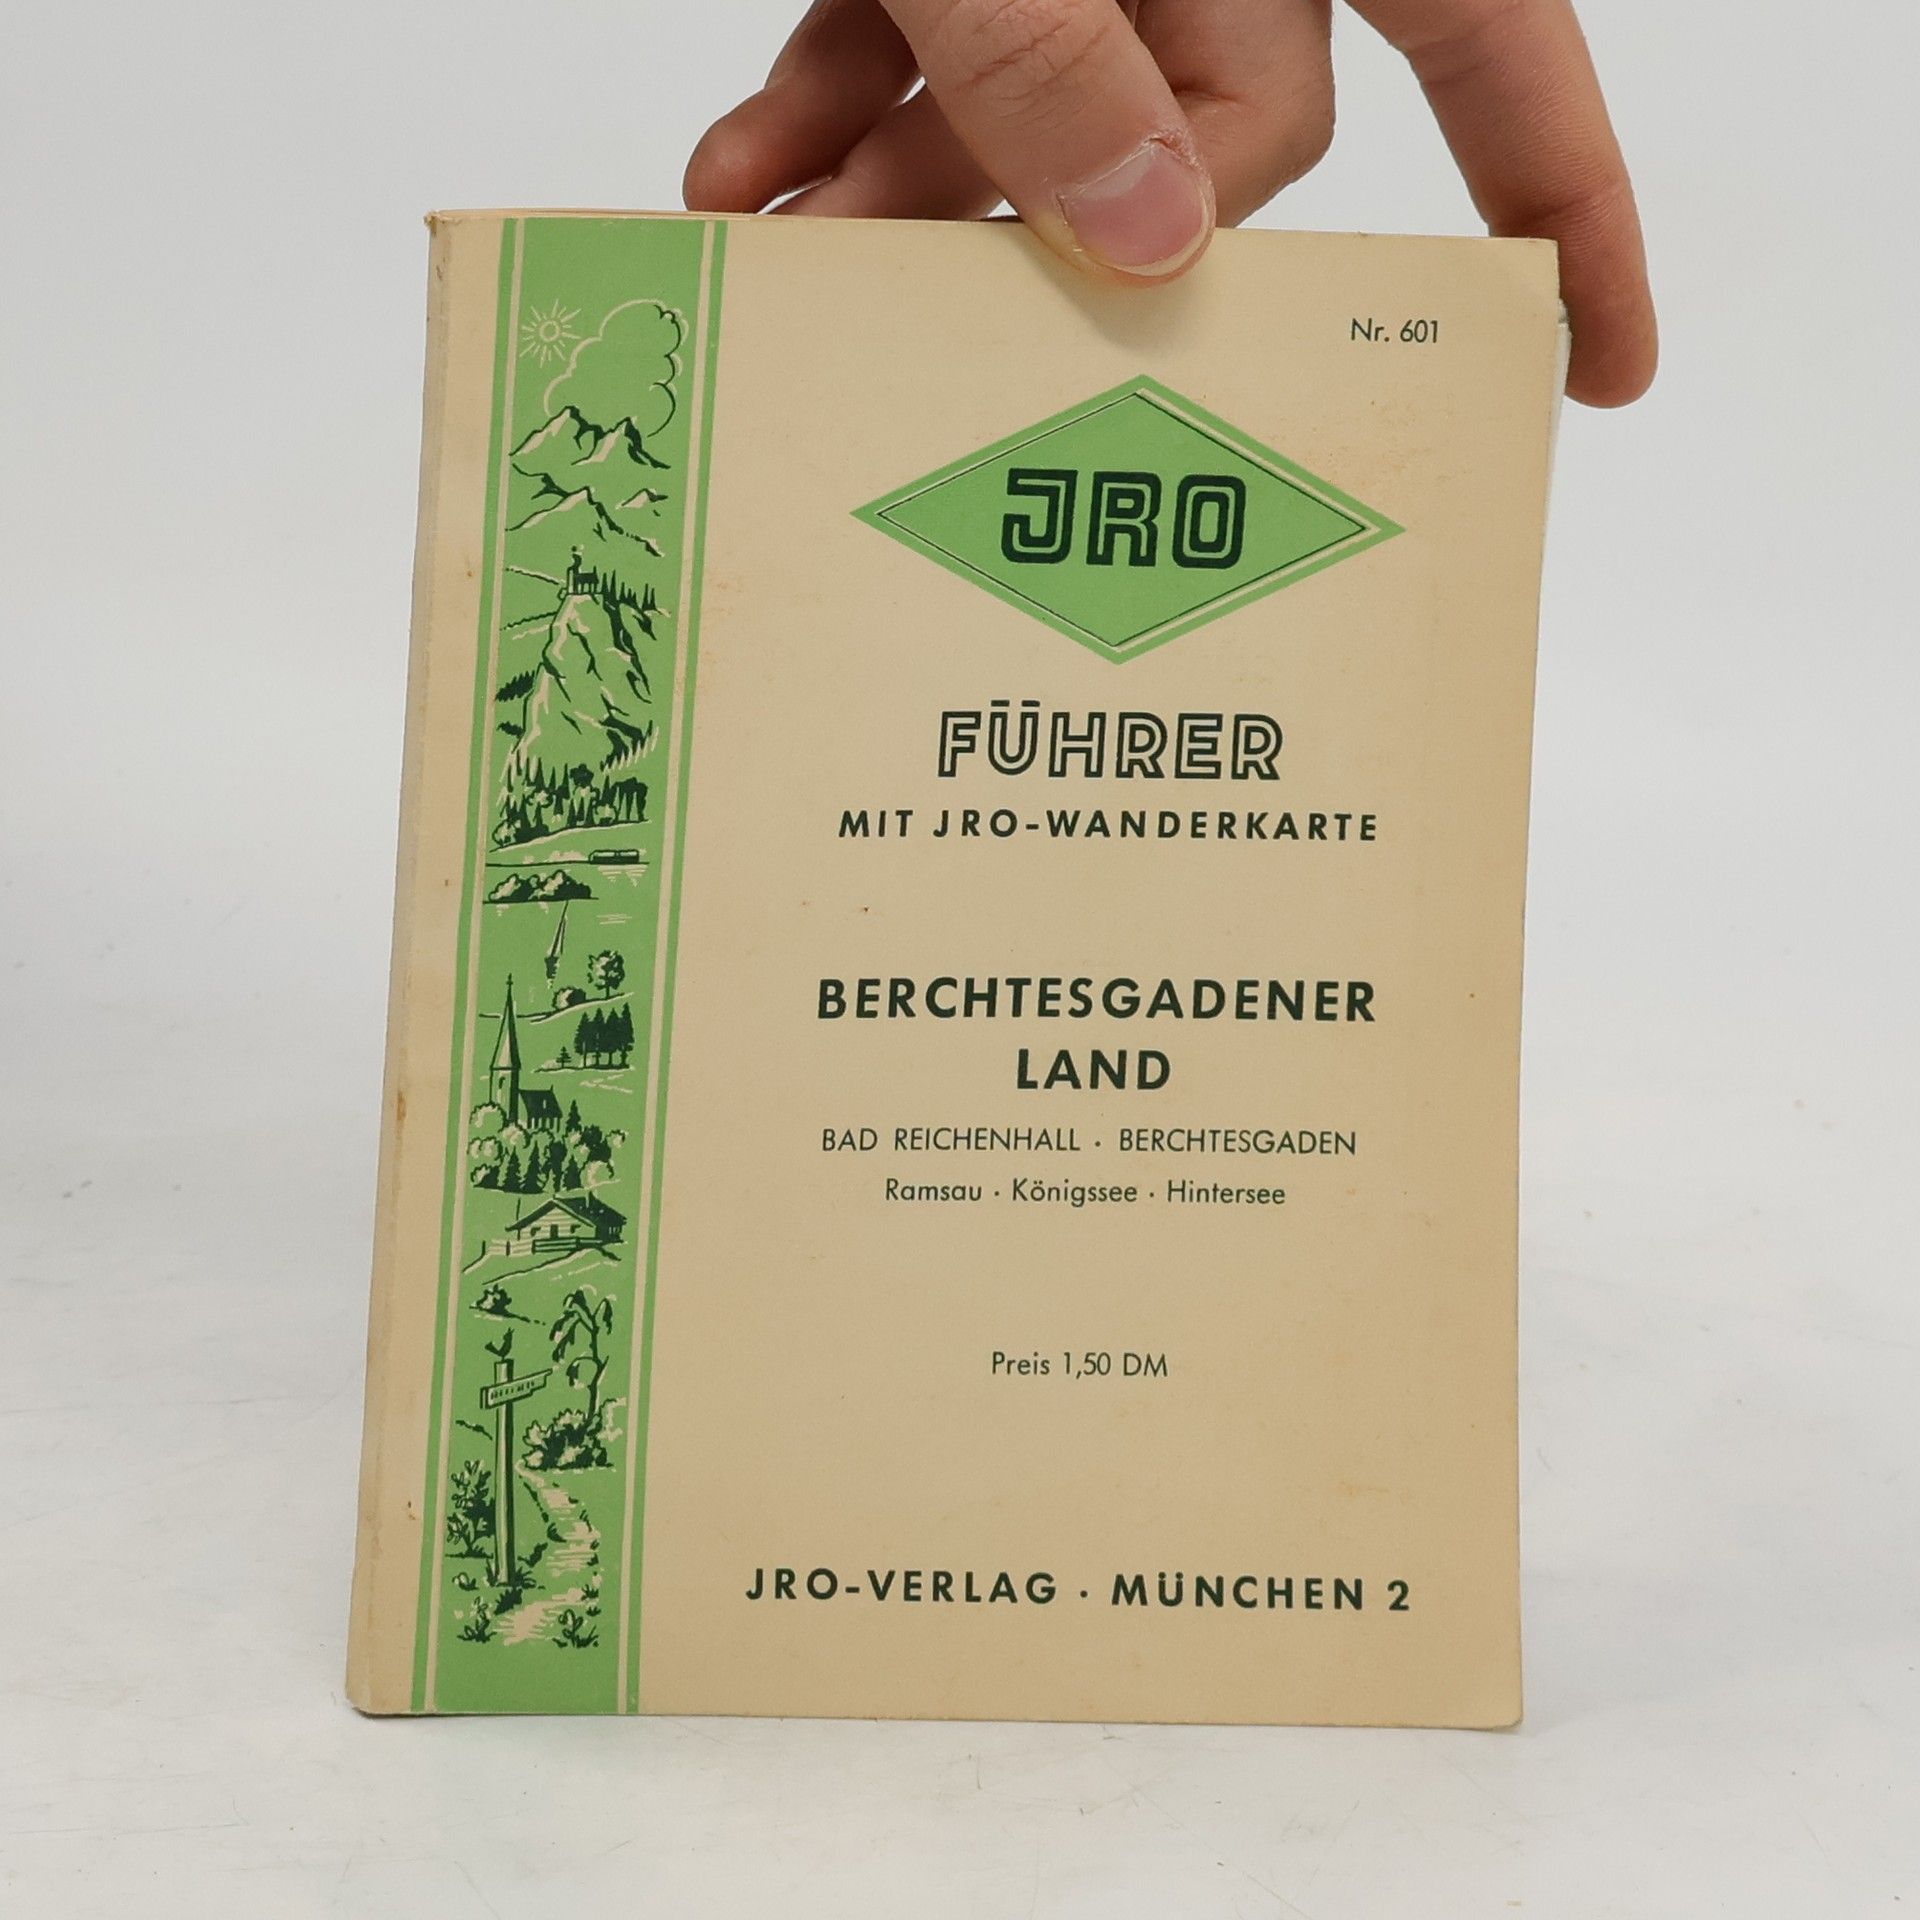 Nr. 601
JRO
FÜHRER
MIT JRO-WANDERKARTE
BERCHTESGADENER
LAND
BAD REICHENHALL · BERCHTESGADEN
Ramsau · Königssee · Hintersee
Preis 1,50 DM
JRO-VERLAG · MÜNCHEN 2